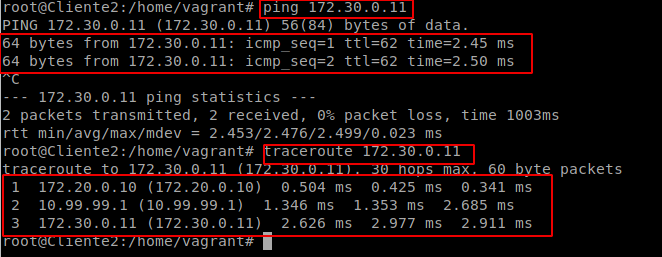 root@Cliente2:/home/vagrant# ping 172.30.0.11
PING 172.30.0.11 (172.30.0.11) 56(84) bytes of data.
64 bytes from 172.30.0.11: icmp_seq=1 ttl=62 time=2.45 ms
64 bytes from 172.30.0.11: icmp_seq=2 ttl=62 time=2.50 ms
^C
--- 172.30.0.11 ping statistics ---
2 packets transmitted, 2 received, 0% packet loss, time 1003ms
rtt min/avg/max/mdev = 2.453/2.476/2.499/0.023 ms
root@Cliente2:/home/vagrant# traceroute 172.30.0.11
traceroute to 172.30.0.11 (172.30.0.11), 30 hops max, 60 byte packets
1 172.20.0.10 (172.20.0.10) 0.504 ms 0.425 ms 0.341 ms
2 10.99.99.1 (10.99.99.1) 1.346 ms 1.353 ms 2.685 ms
3 172.30.0.11 (172.30.0.11) 2.626 ms 2.977 ms 2.911 ms
root@Cliente2:/home/vagrant#